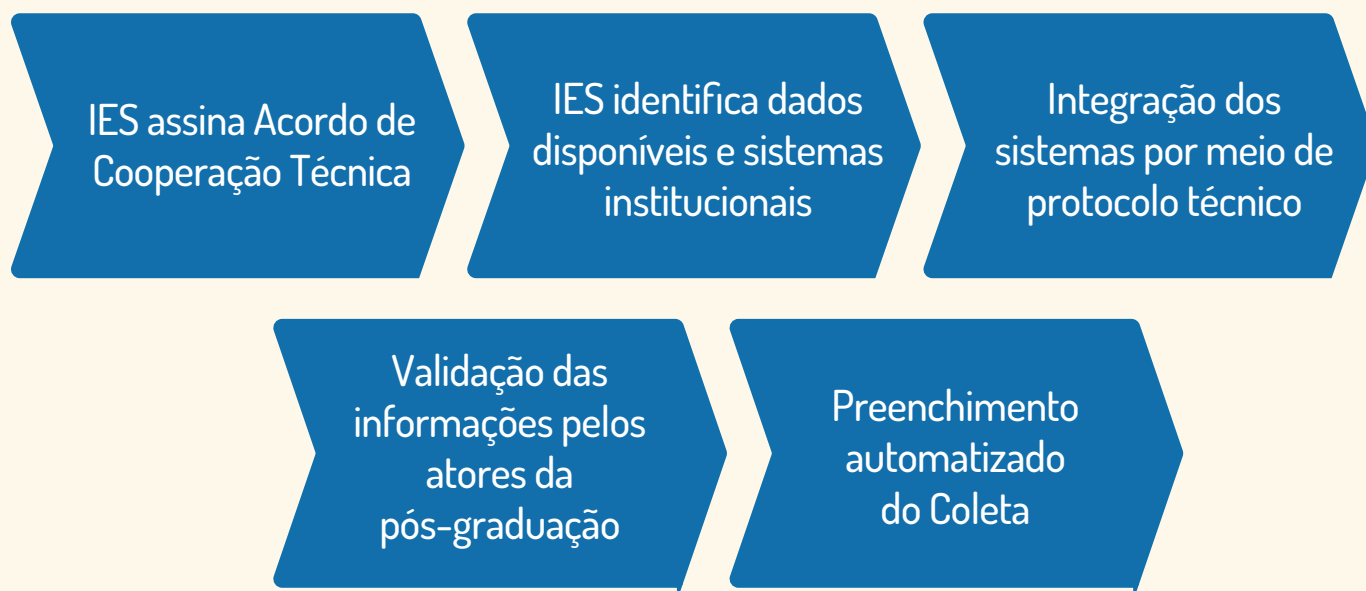 IES assina Acordo de
Cooperação Técnica
IES identifica dados
disponíveis e sistemas
institucionais
Integração dos
sistemas por meio de
protocolo técnico
Validação das
informações pelos
atores da
pós-graduação
Preenchimento
automatizado
do Coleta